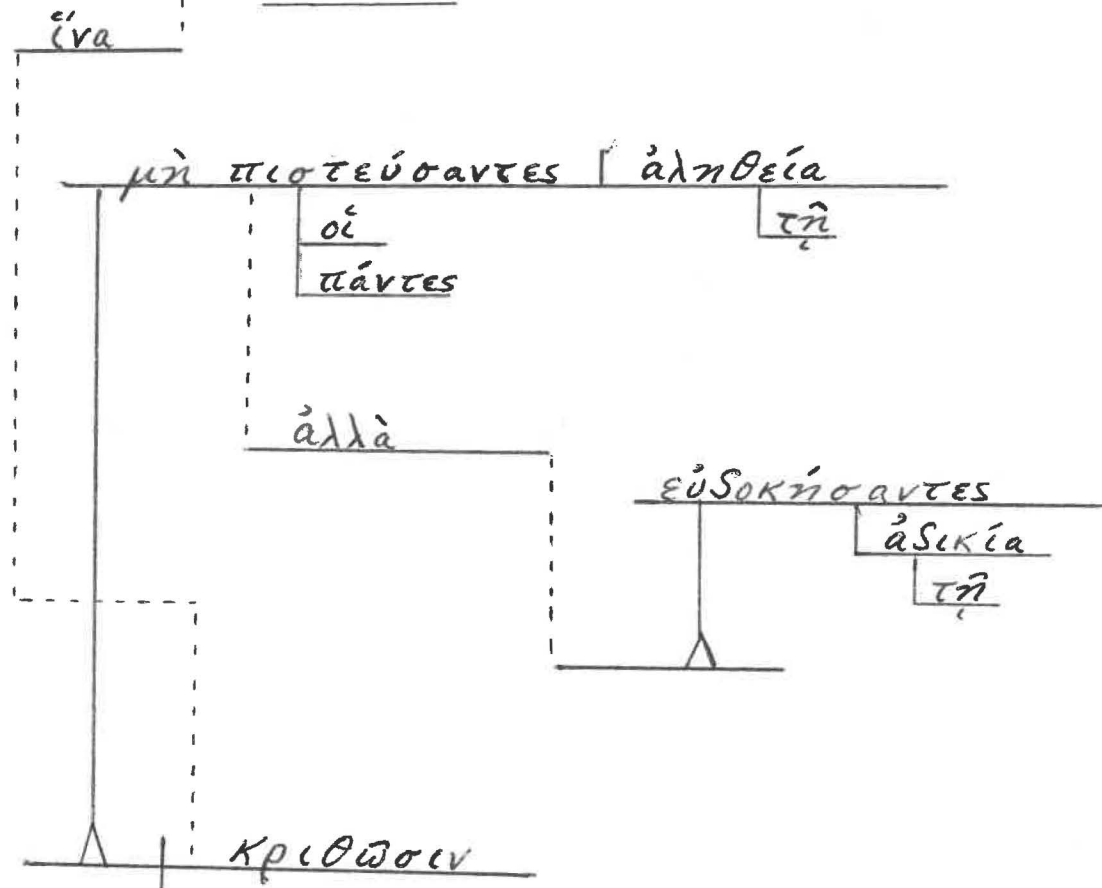 ἵνα
μὴ πιστεύσαντες ἀληθείᾳ
οἱ
τῇ
πάντες
ἀλλὰ
εὐδοκήσαντες
ἀδικίᾳ
τῇ
κριθῶσιν